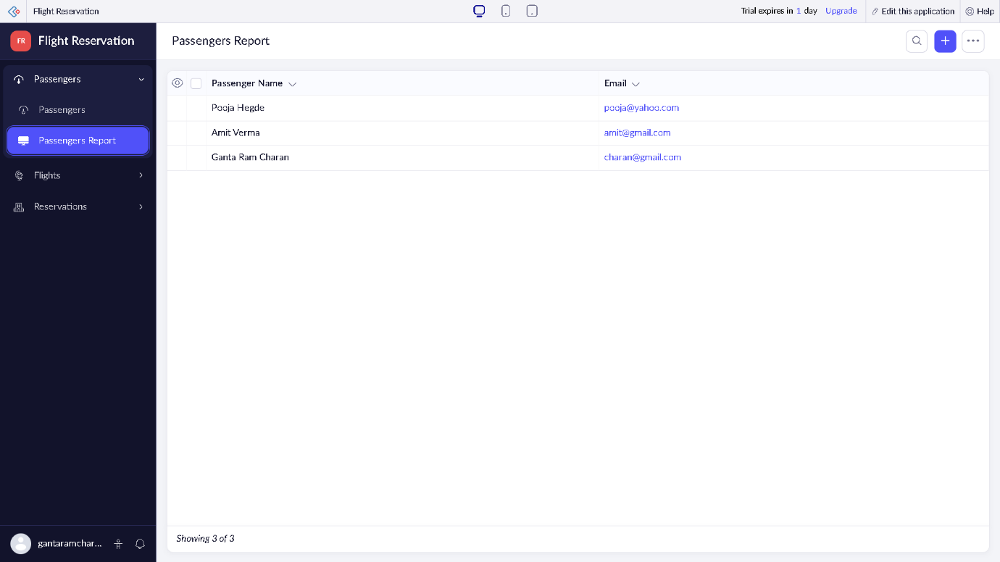 Flight Reservation
Trial expires in 1 day Upgrade
Edit this application
Help
FR Flight Reservation
Passengers Report
Passengers
Passengers
Passengers Report
Flights
Reservations
Passenger Name Email
Pooja Hegde pooja@yahoo.com
Amit Verma amit@gmail.com
Ganta Ram Charan charan@gmail.com
Showing 3 of 3
gantaramchar...